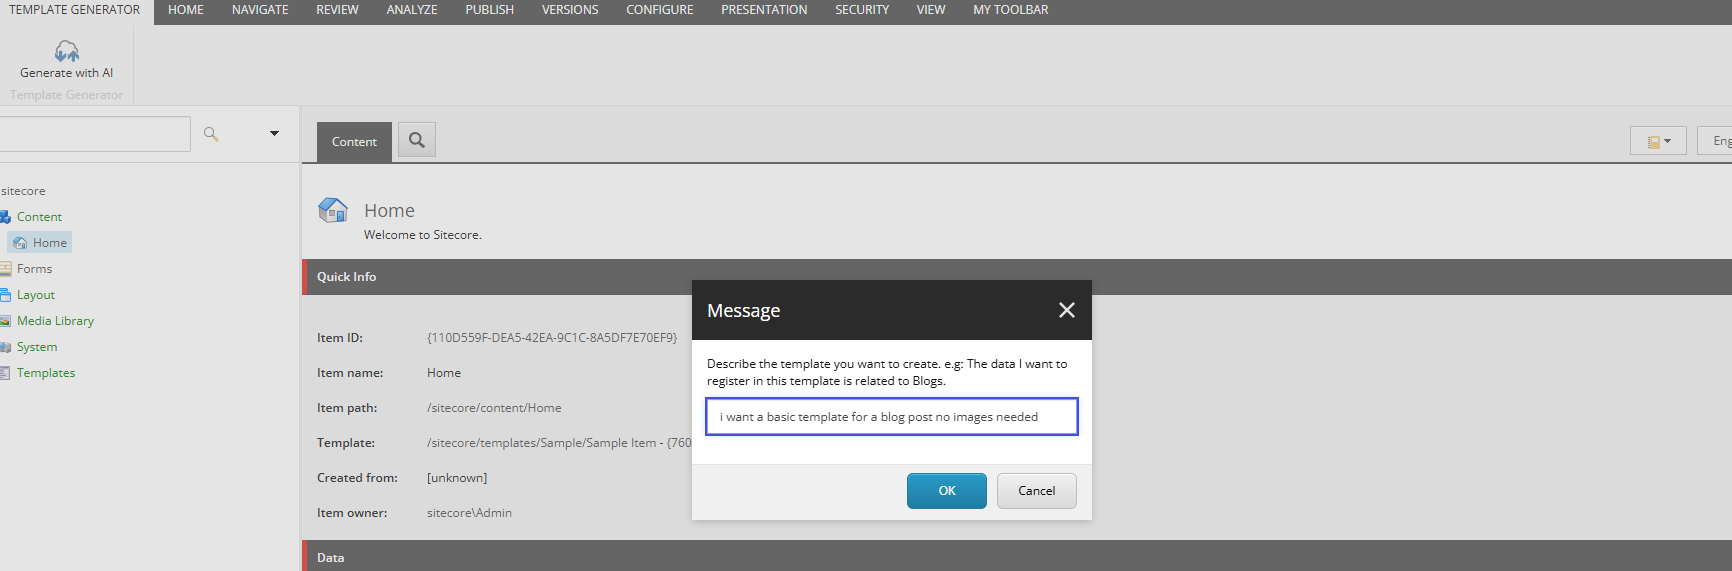 TEMPLATE GENERATOR HOME NAVIGATE REVIEW ANALYZE PUBLISH VERSIONS CONFIGURE PRESENTATION SECURITY VIEW MY TOOLBAR
Generate with AI
Template Generator
sitecore
Content
Home
Forms
Layout
Media Library
System
Templates
Content
Eng
Home
Welcome to Sitecore.
Quick Info
Item ID: {110D559F-DEA5-42EA-9C1C-8A5DF7E70EF9}
Item name: Home
Item path: /sitecore/content/Home
Template: /sitecore/templates/Sample/Sample Item - {760
Created from: [unknown]
Item owner: sitecore\Admin
Data
Message
Describe the template you want to create. e.g: The data I want to
register in this template is related to Blogs.
i want a basic template for a blog post no images needed
OK Cancel